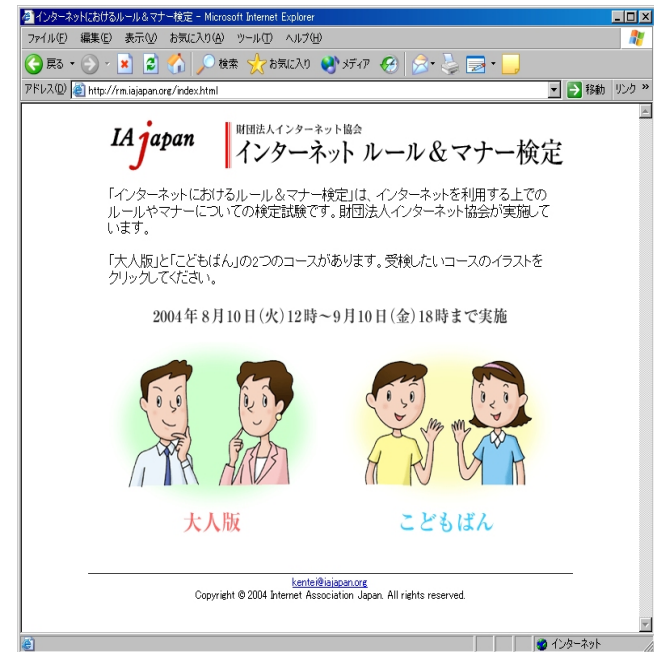 インターネットにおけるルール＆マナー検定 - Microsoft Internet Explorer
ファイル(F) 編集(E) 表示(V) お気に入り(A) ツール(T) ヘルプ(H)
戻る 検索 お気に入り メディア
アドレス(D) http://rm.iajapan.org/index.html 移動 リンク »
IAjapan
財団法人インターネット協会
インターネット ルール＆マナー検定
「インターネットにおけるルール＆マナー検定」は、インターネットを利用する上での
ルールやマナーについての検定試験です。財団法人インターネット協会が実施して
います。
「大人版」と「こどもばん」の2つのコースがあります。受検したいコースのイラストを
クリックしてください。
2004年8月10日(火)12時～9月10日(金)18時まで実施
大人版 こどもばん
kentei@iajapan.org
Copyright © 2004 Internet Association Japan. All rights reserved.
インターネット